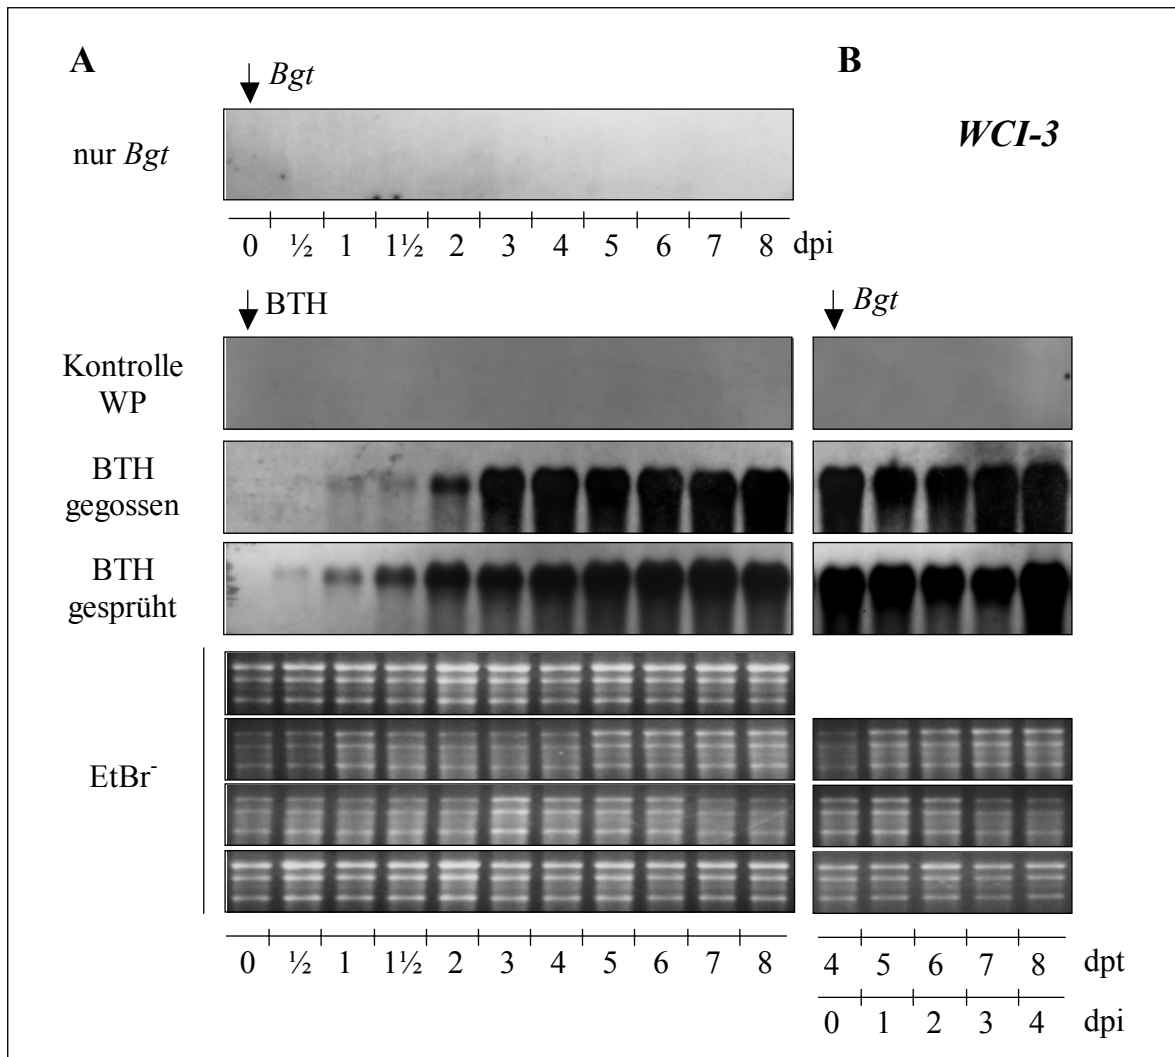 A
B
Bgt
nur Bgt
WCI-3
0 ½ 1 1½ 2 3 4 5 6 7 8 dpi
BTH
Bgt
Kontrolle
WP
BTH
gegossen
BTH
gesprüht
EtBr-
0 ½ 1 1½ 2 3 4 5 6 7 8
4 5 6 7 8 dpt
0 1 2 3 4 dpi